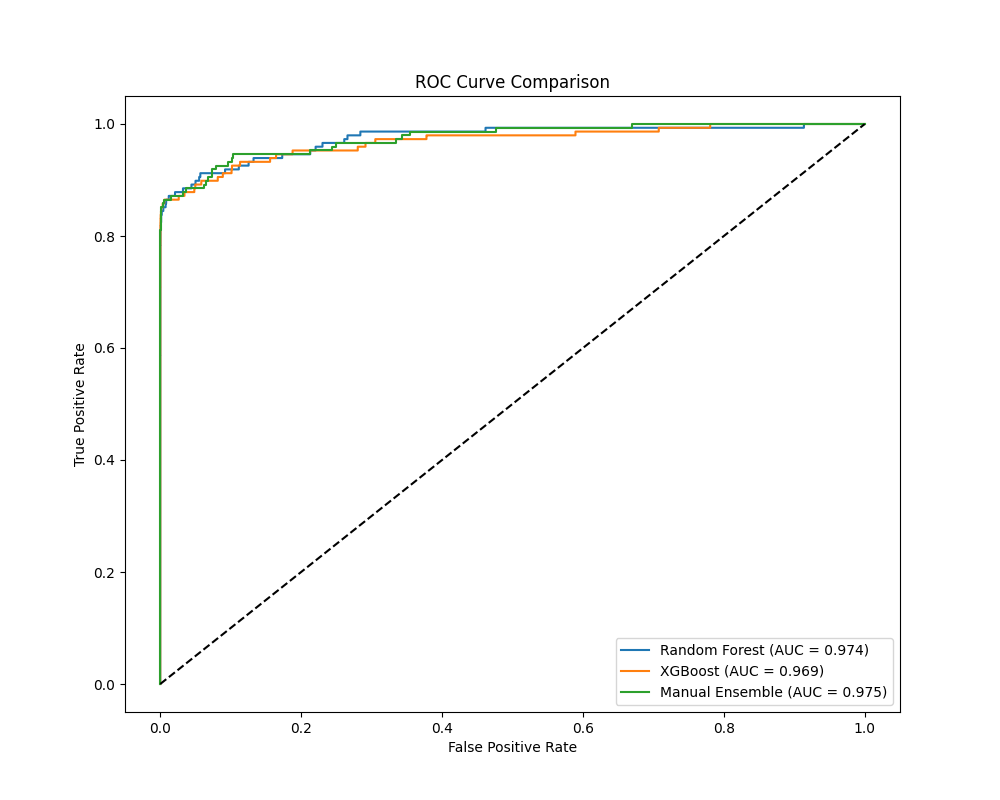 ROC Curve Comparison
True Positive Rate
1.0
0.8
0.6
0.4
0.2
0.0
0.0 0.2 0.4 0.6 0.8 1.0
False Positive Rate
Random Forest (AUC = 0.974)
XGBoost (AUC = 0.969)
Manual Ensemble (AUC = 0.975)